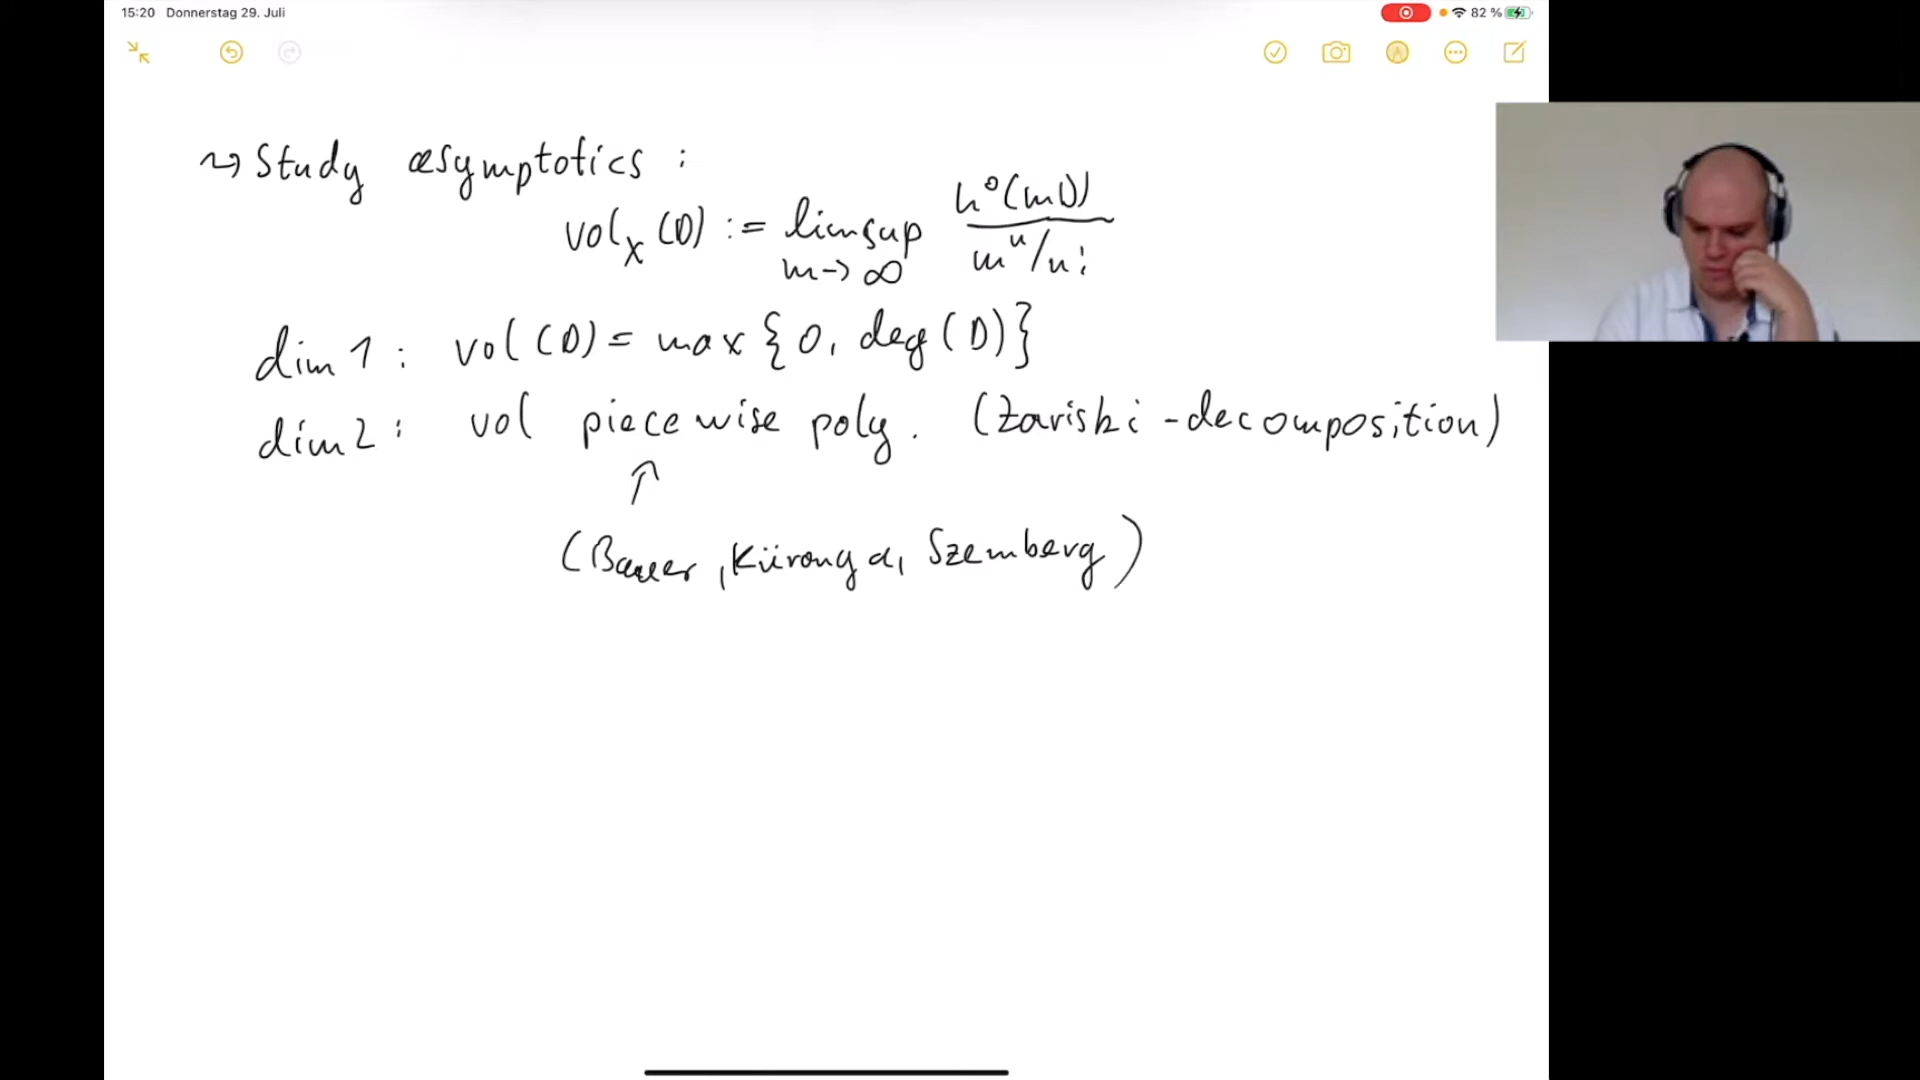 15:20 Donnerstag 29. Juli 82 %
⇝ Study asymptotics :
vol_X (D) := limsup_{m -> ∞} h⁰(mD) / (mⁿ/n!)
dim 1 : vol (D) = max { 0, deg (D) }
dim 2 : vol piecewise poly. (Zariski - decomposition)
↑
(Bauer, Küronya, Szemberg)